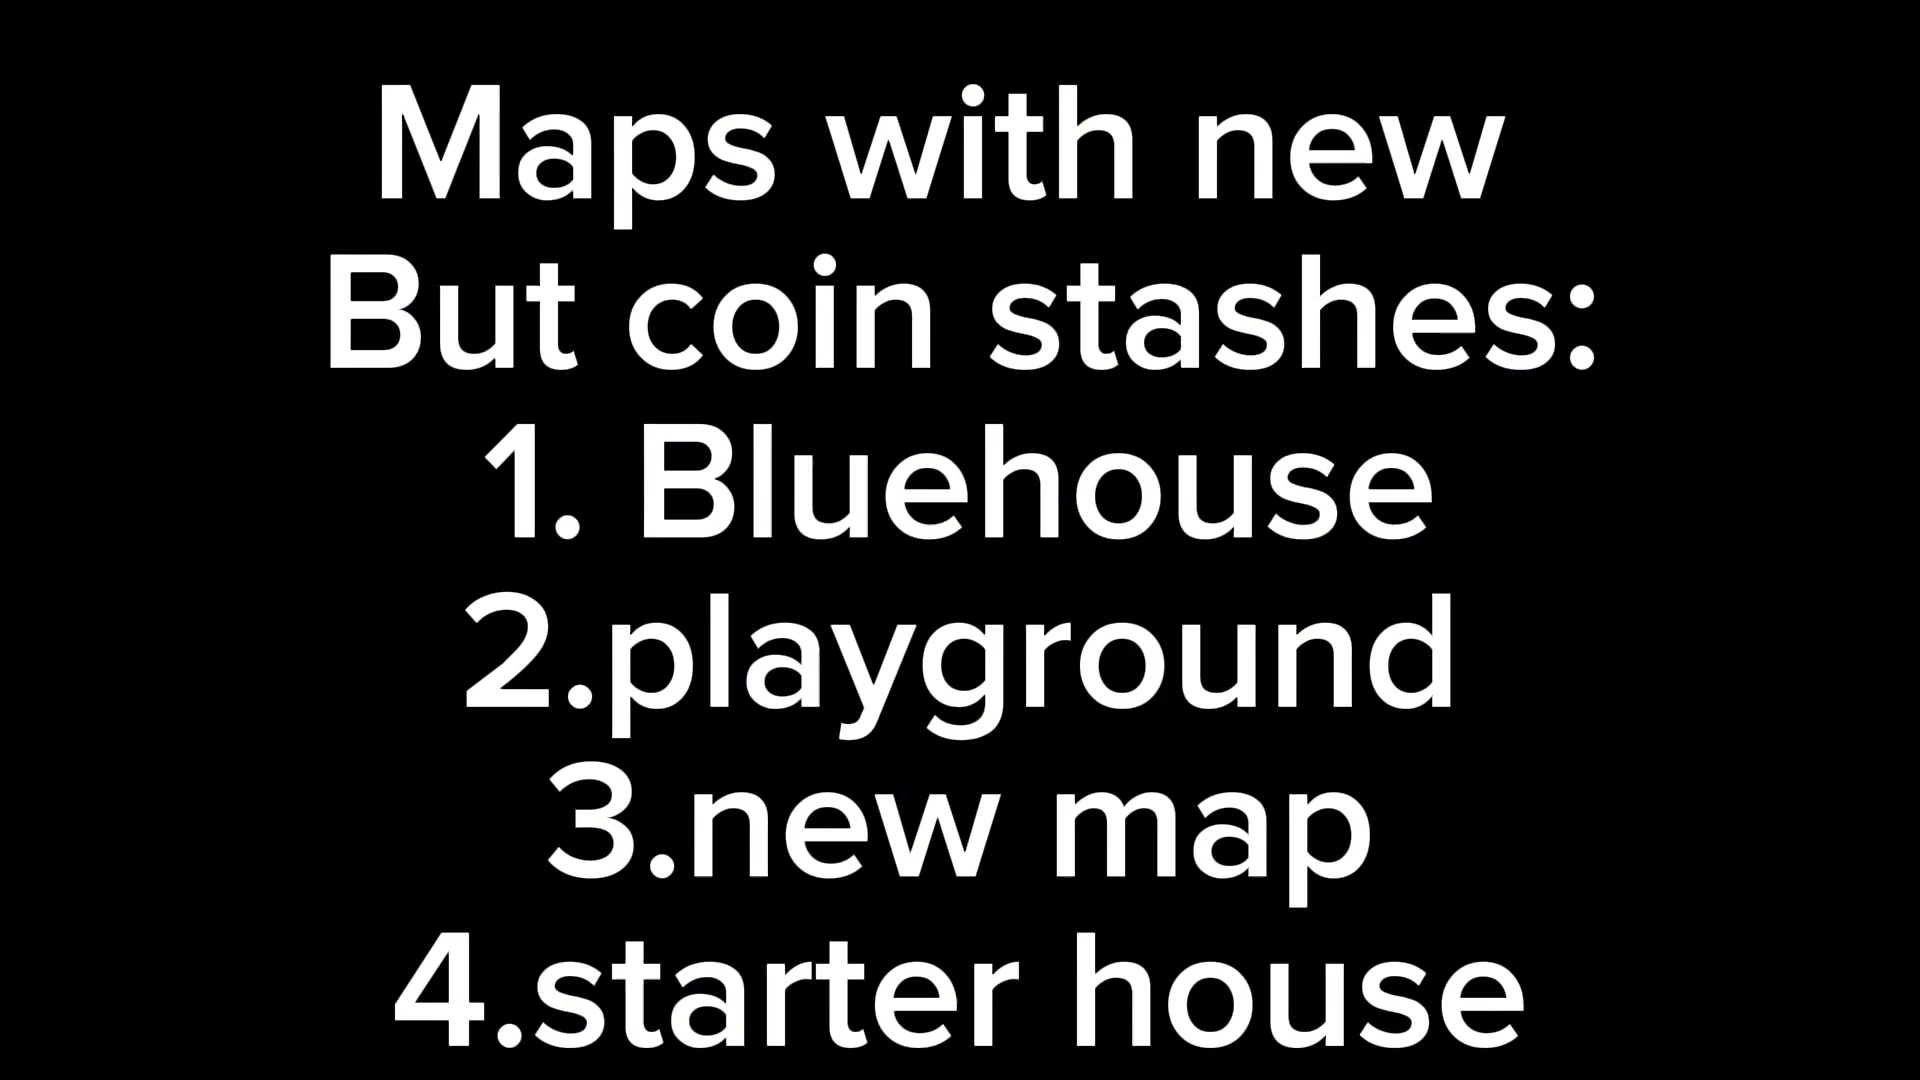 Maps with new
But coin stashes:
1. Bluehouse
2.playground
3.new map
4.starter house